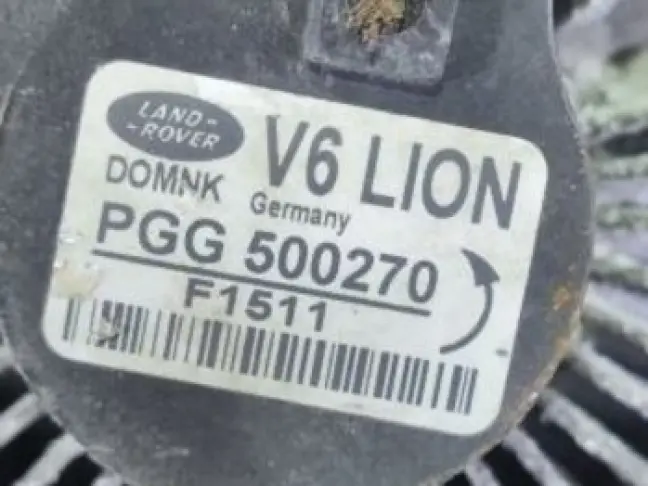 LAND-
-ROVER
V6 LION
DOMNK
Germany
PGG 500270
F1511